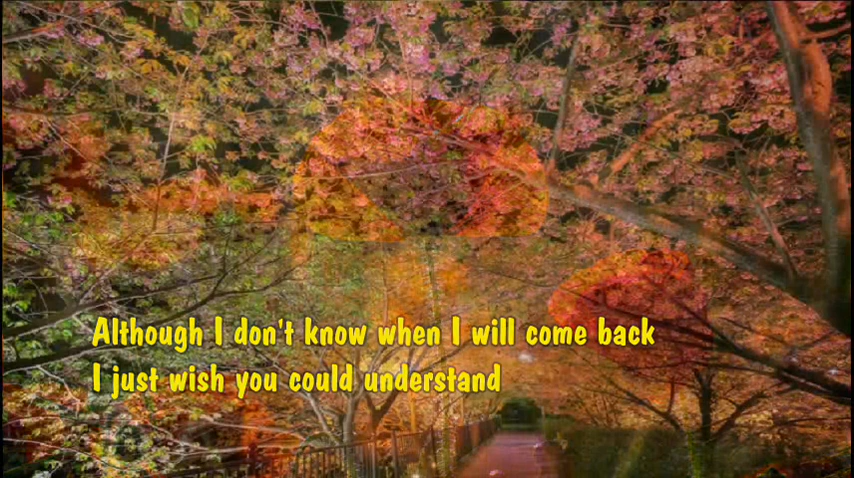 Although I don't know when I will come back
I just wish you could understand